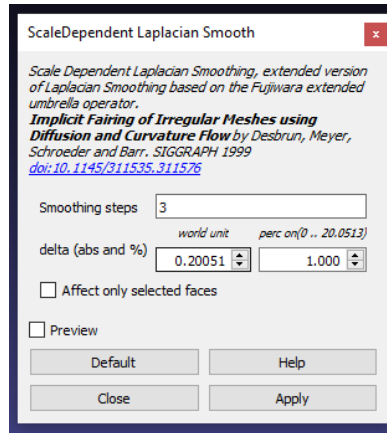 ScaleDependent Laplacian Smooth
x
Scale Dependent Laplacian Smoothing, extended version
of Laplacian Smoothing based on the Fujiwara extended
umbrella operator.
Implicit Fairing of Irregular Meshes using
Diffusion and Curvature Flow by Desbrun, Meyer,
Schroeder and Barr. SIGGRAPH 1999
doi:10.1145/311535.311576
Smoothing steps 3
world unit perc on(0 .. 20.0513)
delta (abs and %) 0.20051 1.000
Affect only selected faces
Preview
Default Help
Close Apply